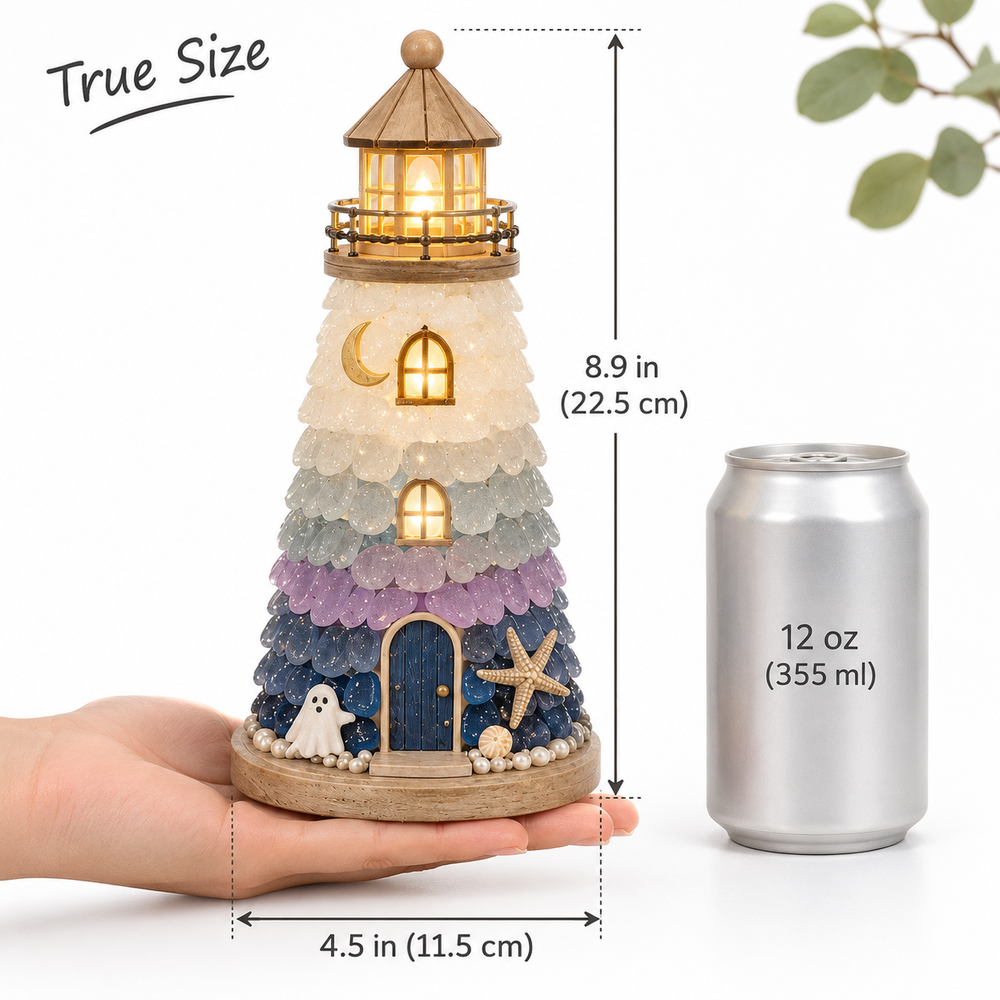 True Size
8.9 in
(22.5 cm)
12 oz
(355 ml)
4.5 in (11.5 cm)